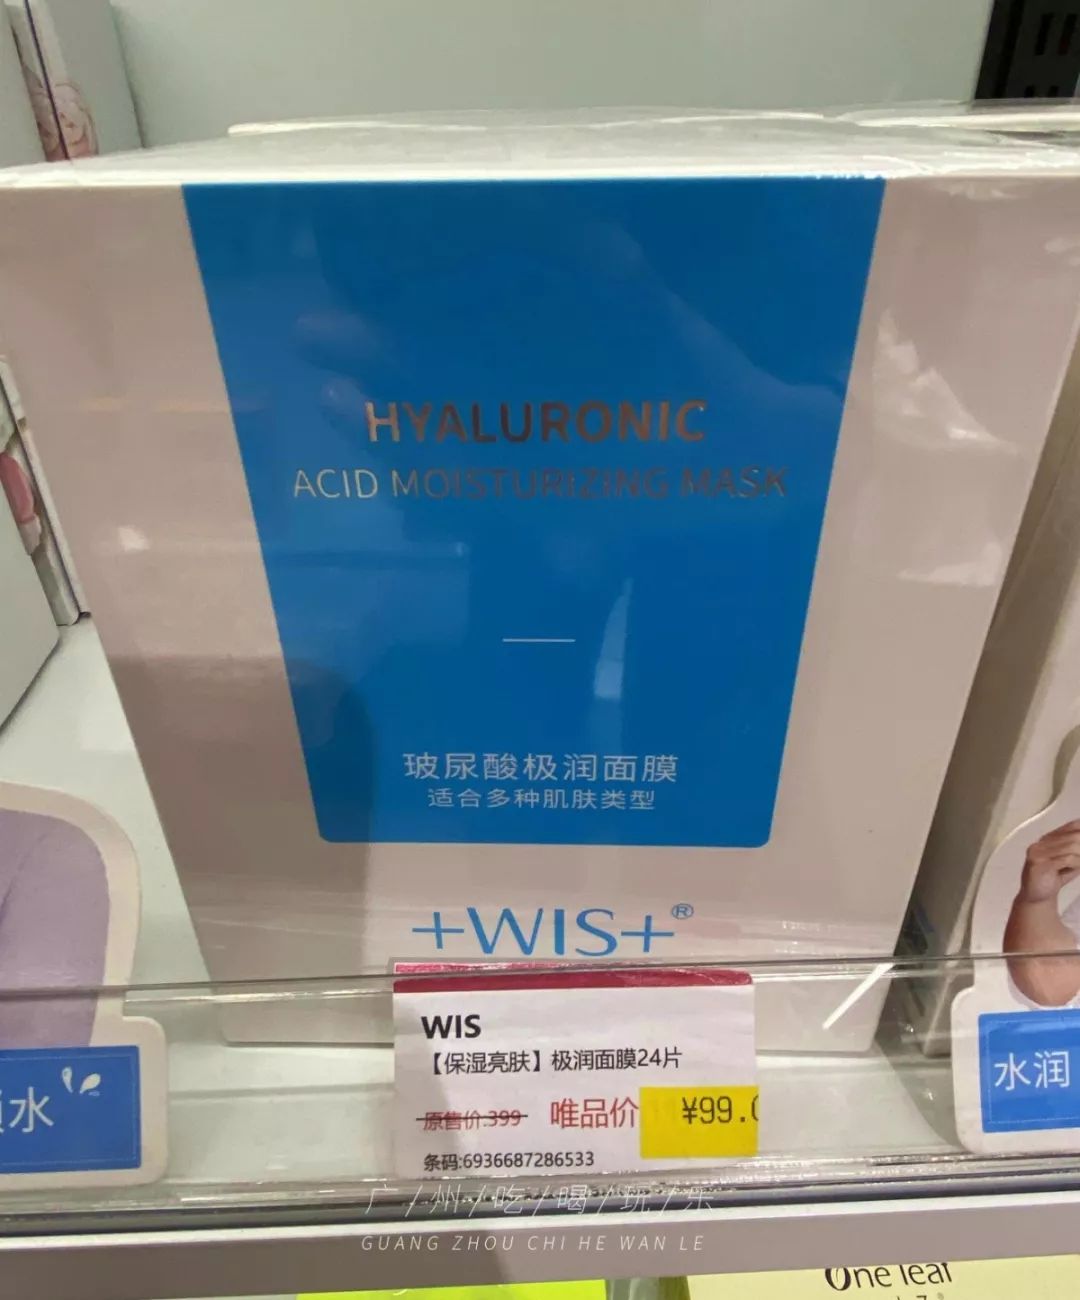 HYALURONIC
ACID MOISTURIZING MASK
玻尿酸极润面膜
适合多种肌肤类型
+WIS+®
WIS
【保湿亮肤】极润面膜24片
原售价:399 唯品价 ¥99.
条码:6936687286533
水
水润
广/州/吃/喝/玩/乐
GUANG ZHOU CHI HE WAN LE
One leaf